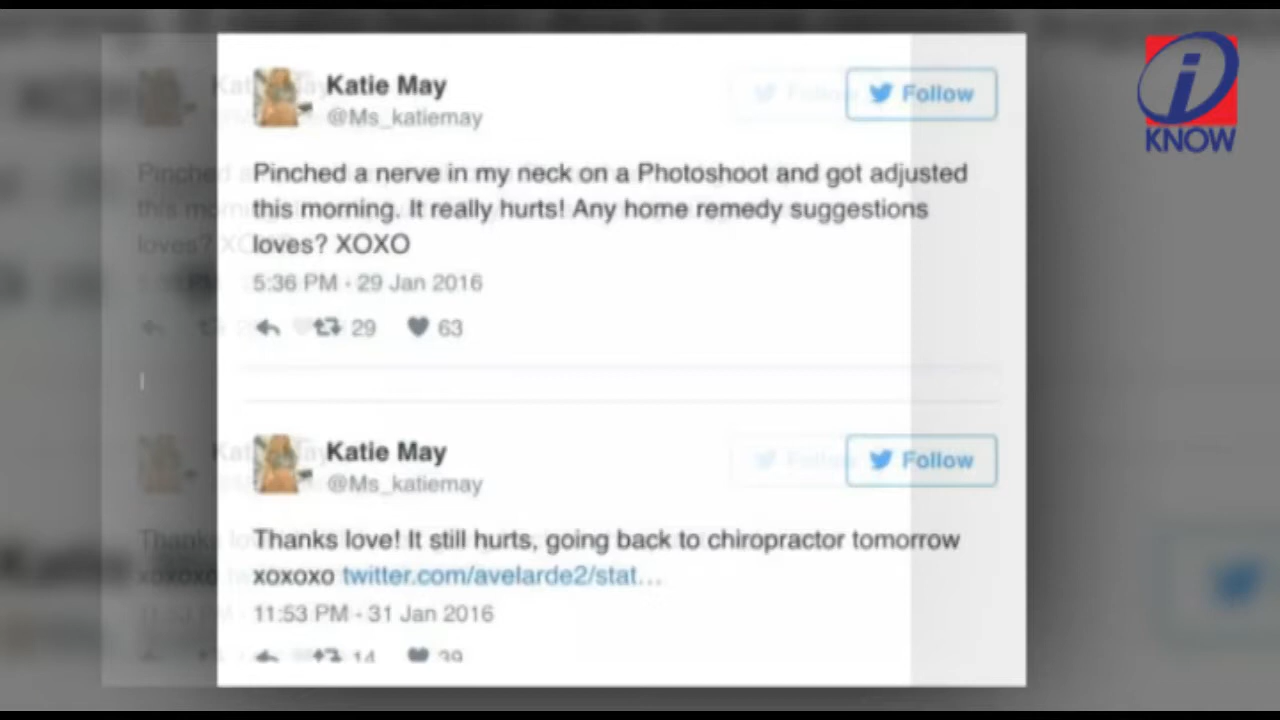 i
KNOW
Katie May
Follow
@Ms_katiemay
Pinched a nerve in my neck on a Photoshoot and got adjusted
this morning. It really hurts! Any home remedy suggestions
loves? XOXO
5:36 PM · 29 Jan 2016
29 63
Katie May
Follow
@Ms_katiemay
Thanks love! It still hurts, going back to chiropractor tomorrow
xoxoxo twitter.com/avelarde2/stat...
11:53 PM - 31 Jan 2016
14 39